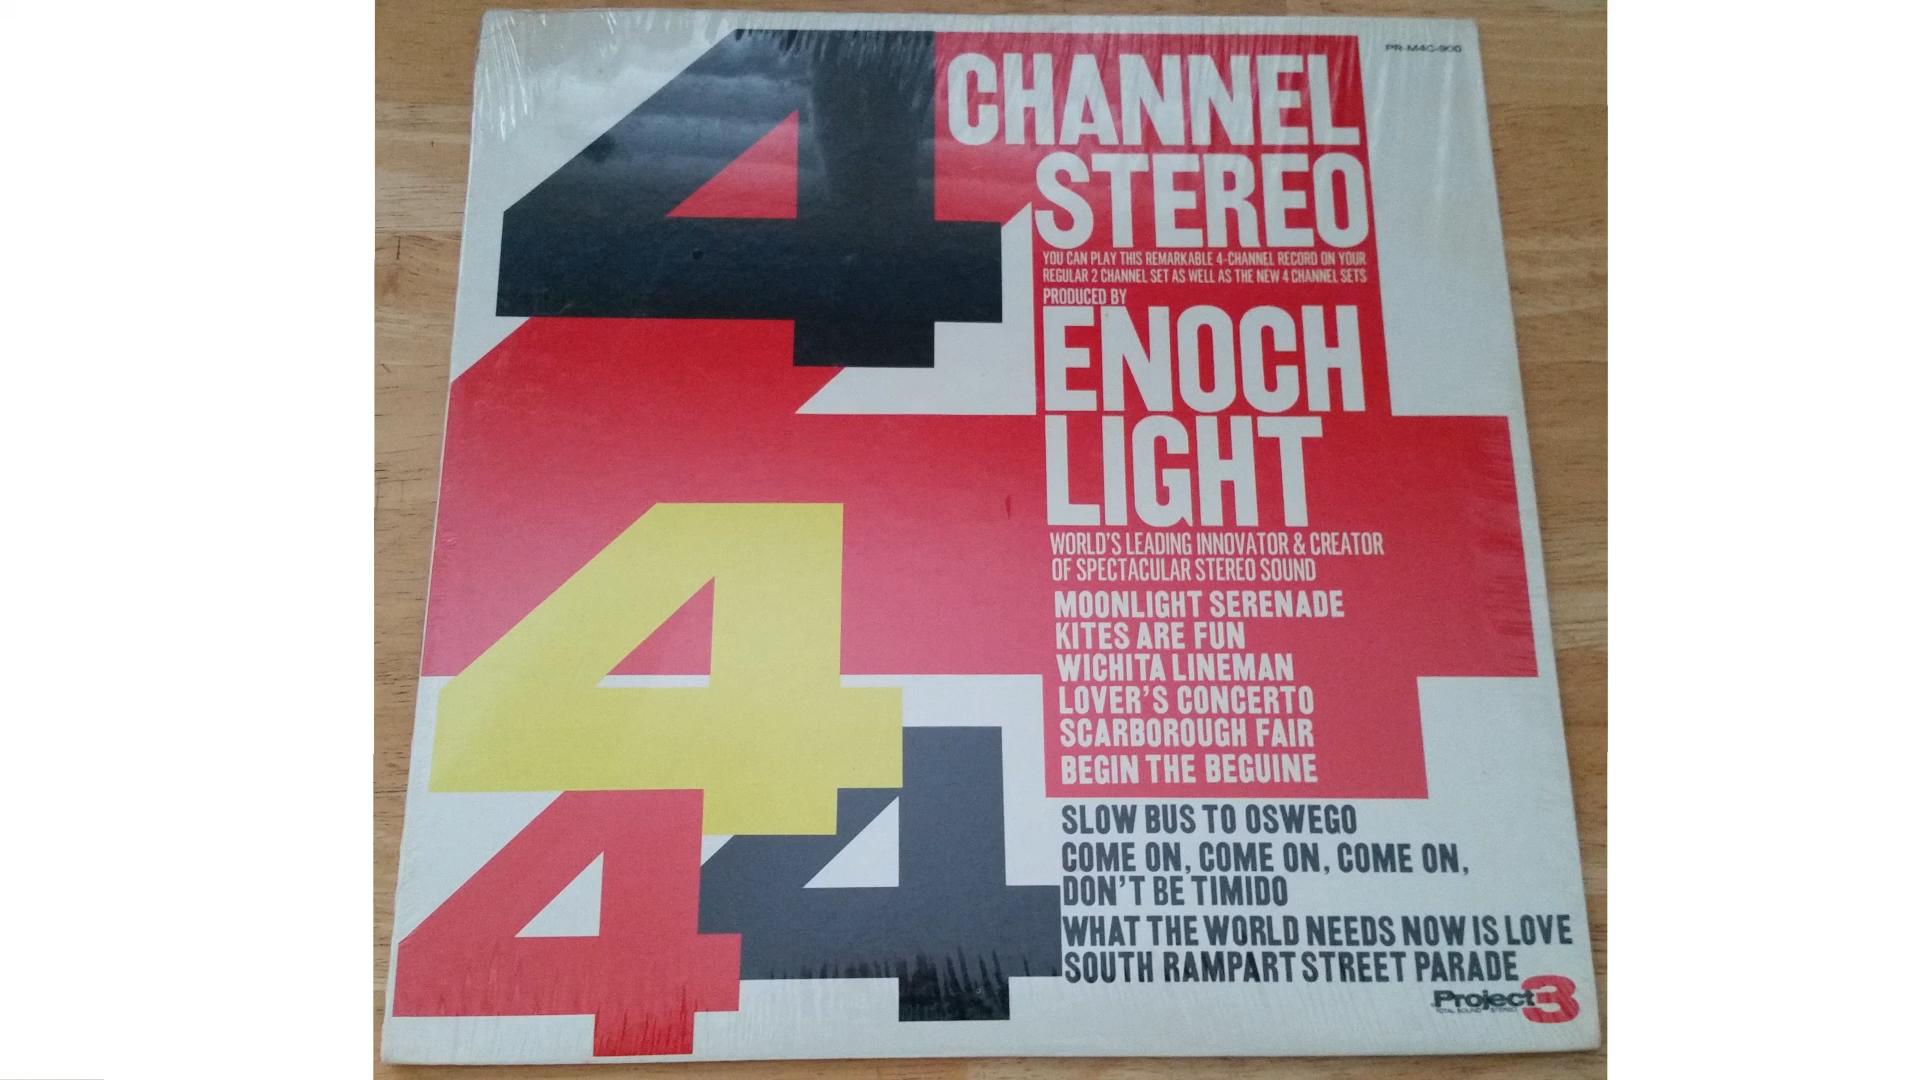 PR-M4C-900
4 CHANNEL
STEREO
YOU CAN PLAY THIS REMARKABLE 4-CHANNEL RECORD ON YOUR
REGULAR 2 CHANNEL SET AS WELL AS THE NEW 4 CHANNEL SETS
PRODUCED BY
ENOCH
LIGHT
WORLD'S LEADING INNOVATOR & CREATOR
OF SPECTACULAR STEREO SOUND
MOONLIGHT SERENADE
KITES ARE FUN
WICHITA LINEMAN
LOVER'S CONCERTO
SCARBOROUGH FAIR
BEGIN THE BEGUINE
SLOW BUS TO OSWEGO
COME ON, COME ON, COME ON,
DON'T BE TIMIDO
WHAT THE WORLD NEEDS NOW IS LOVE
SOUTH RAMPART STREET PARADE
4
4
4
4
Project 3
TOTAL SOUND STEREO